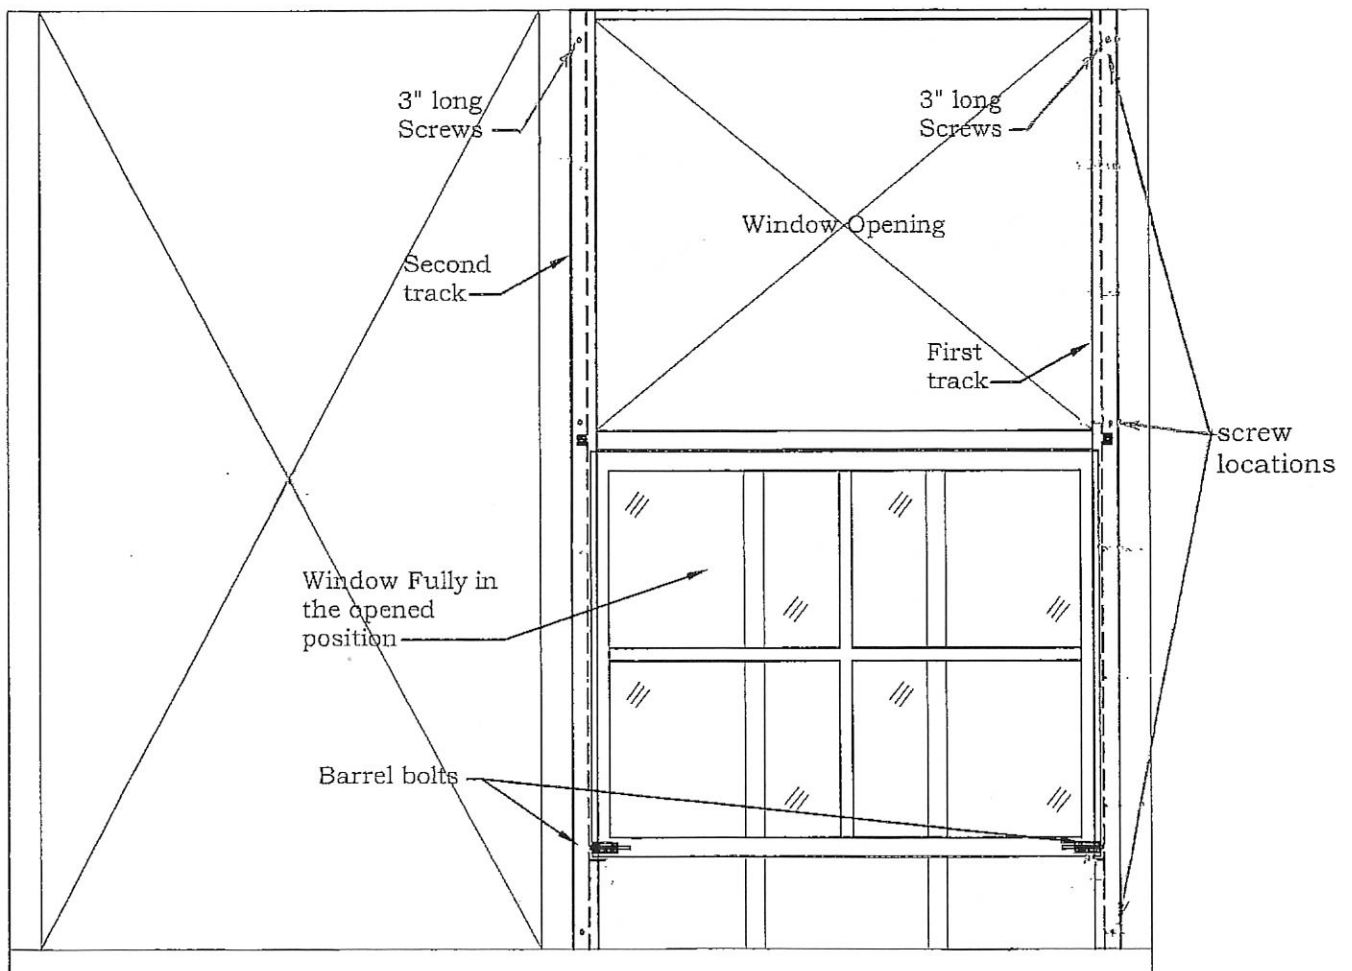 3" long
Screws
3" long
Screws
Window Opening
Second
track
First
track
screw
locations
Window Fully in
the opened
position
Barrel bolts